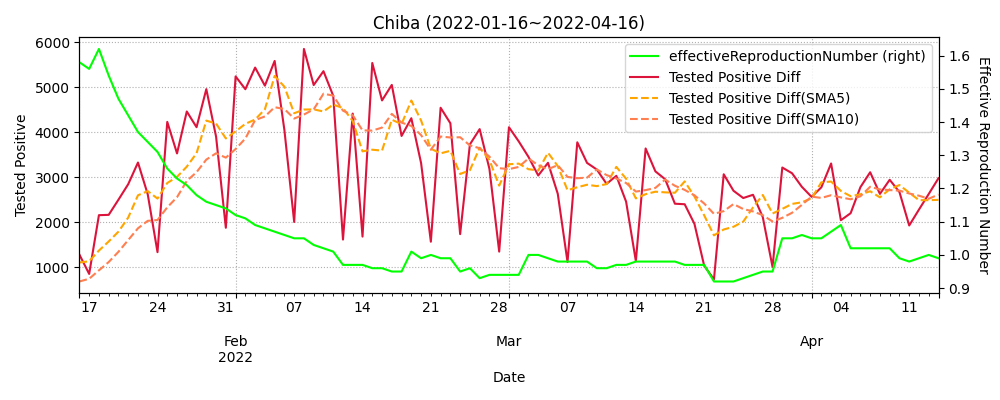 Chiba (2022-01-16~2022-04-16)
effectiveReproductionNumber (right)
Tested Positive Diff
Tested Positive Diff(SMA5)
Tested Positive Diff(SMA10)
Tested Positive
6000
5000
4000
3000
2000
1000
1.6
1.5
1.4
1.3
1.2
1.1
1.0
0.9
Effective Reproduction Number
17 24 31 07 14 21 28 07 14 21 28 04 11
Feb Mar Apr
2022
Date